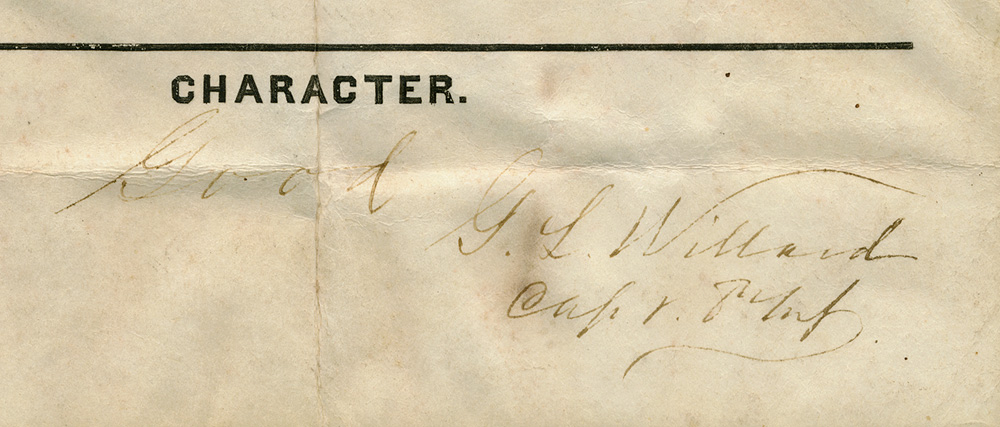 CHARACTER.
Good
G. L. Willard
Capt. 8th Inf